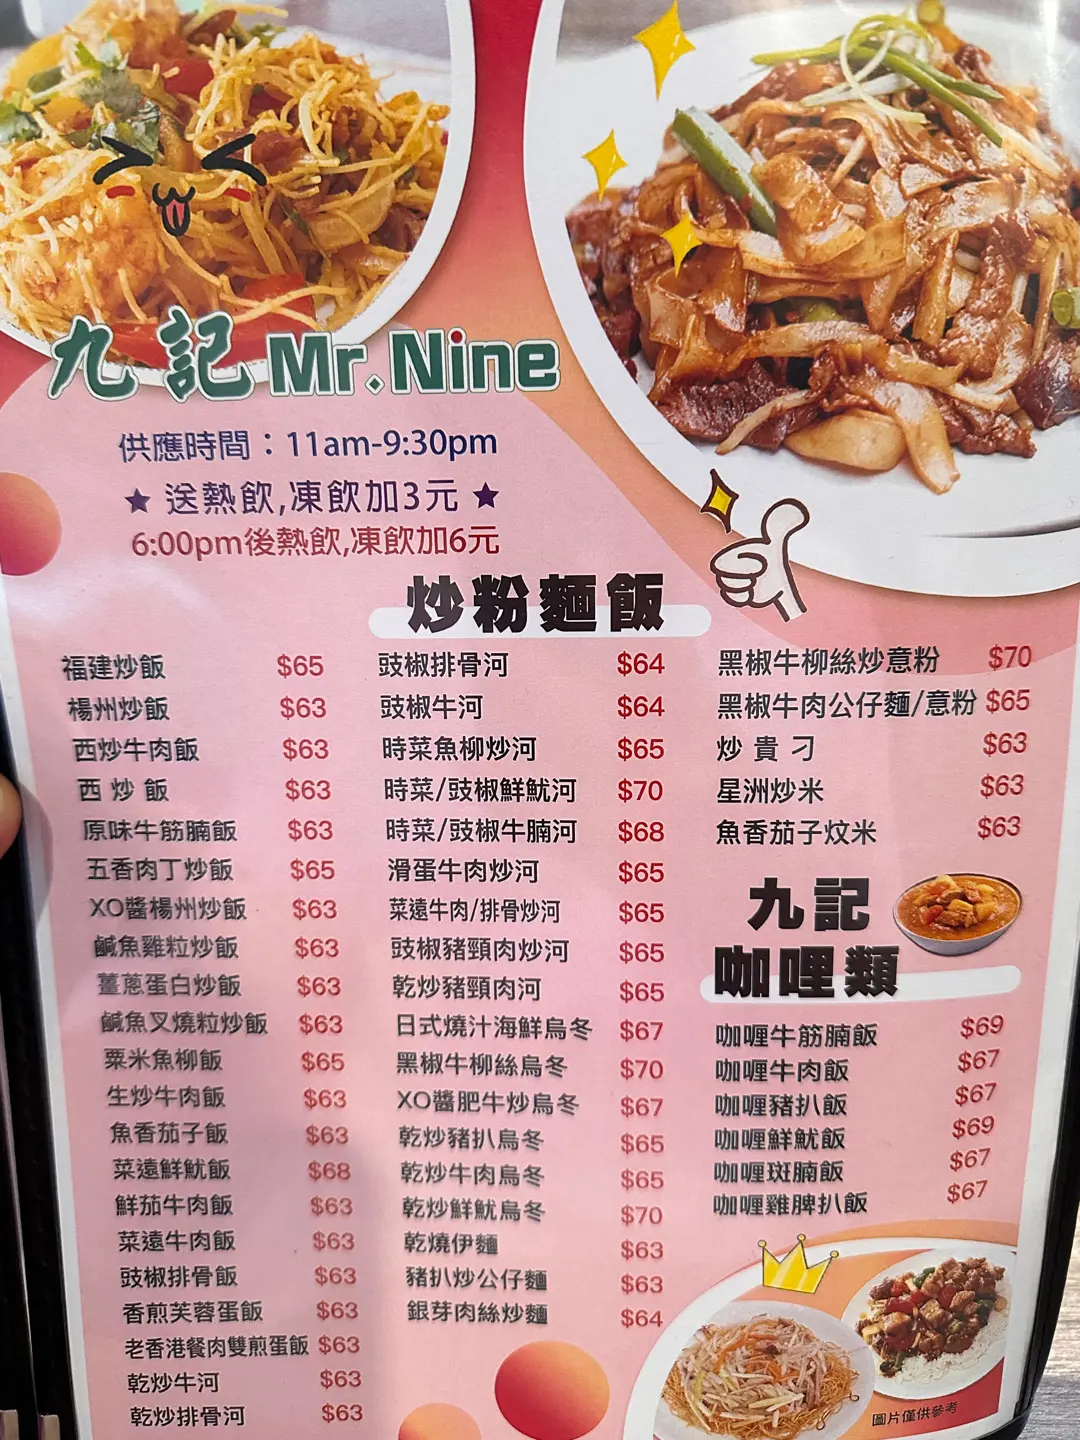 九記 Mr.Nine
供應時間：11am-9:30pm
★ 送熱飲,凍飲加3元 ★
6:00pm後熱飲,凍飲加6元
炒粉麵飯
福建炒飯 $65
楊州炒飯 $63
西炒牛肉飯 $63
西炒飯 $63
原味牛筋腩飯 $63
五香肉丁炒飯 $65
XO醬楊州炒飯 $63
鹹魚雞粒炒飯 $63
薑蔥蛋白炒飯 $63
鹹魚叉燒粒炒飯 $63
粟米魚柳飯 $65
生炒牛肉飯 $63
魚香茄子飯 $63
菜遠鮮魷飯 $68
鮮茄牛肉飯 $63
菜遠牛肉飯 $63
豉椒排骨飯 $63
香煎芙蓉蛋飯 $63
老香港餐肉雙煎蛋飯 $63
乾炒牛河 $63
乾炒排骨河 $63
豉椒排骨河 $64
豉椒牛河 $64
時菜魚柳炒河 $65
時菜/豉椒鮮魷河 $70
時菜/豉椒牛腩河 $68
滑蛋牛肉炒河 $65
菜遠牛肉/排骨炒河 $65
豉椒豬頸肉炒河 $65
乾炒豬頸肉河 $65
日式燒汁海鮮烏冬 $67
黑椒牛柳絲烏冬 $70
XO醬肥牛炒烏冬 $67
乾炒豬扒烏冬 $65
乾炒牛肉烏冬 $65
乾炒鮮魷烏冬 $70
乾燒伊麵 $63
豬扒炒公仔麵 $63
銀芽肉絲炒麵 $64
黑椒牛柳絲炒意粉 $70
黑椒牛肉公仔麵/意粉 $65
炒貴刁 $63
星洲炒米 $63
魚香茄子炆米 $63
九記
咖哩類
咖喱牛筋腩飯 $69
咖喱牛肉飯 $67
咖喱豬扒飯 $67
咖喱鮮魷飯 $69
咖喱斑腩飯 $67
咖喱雞脾扒飯 $67
圖片僅供參考